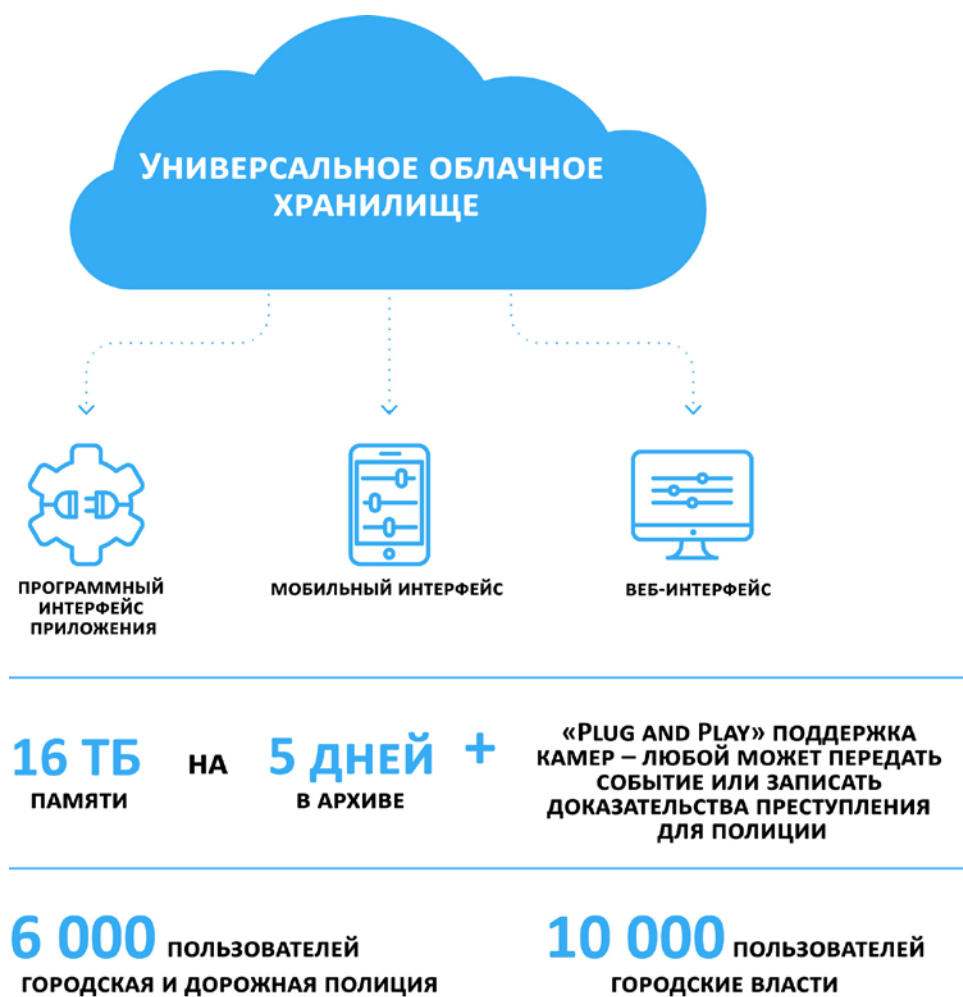 УНИВЕРСАЛЬНОЕ ОБЛАЧНОЕ
ХРАНИЛИЩЕ
ПРОГРАММНЫЙ
ИНТЕРФЕЙС
ПРИЛОЖЕНИЯ
МОБИЛЬНЫЙ ИНТЕРФЕЙС
ВЕБ-ИНТЕРФЕЙС
16 ТБ
ПАМЯТИ
НА
5 ДНЕЙ
В АРХИВЕ
+
«PLUG AND PLAY» ПОДДЕРЖКА
КАМЕР – ЛЮБОЙ МОЖЕТ ПЕРЕДАТЬ
СОБЫТИЕ ИЛИ ЗАПИСАТЬ
ДОКАЗАТЕЛЬСТВА ПРЕСТУПЛЕНИЯ
ДЛЯ ПОЛИЦИИ
6 000 ПОЛЬЗОВАТЕЛЕЙ
ГОРОДСКАЯ И ДОРОЖНАЯ ПОЛИЦИЯ
10 000 ПОЛЬЗОВАТЕЛЕЙ
ГОРОДСКИЕ ВЛАСТИ